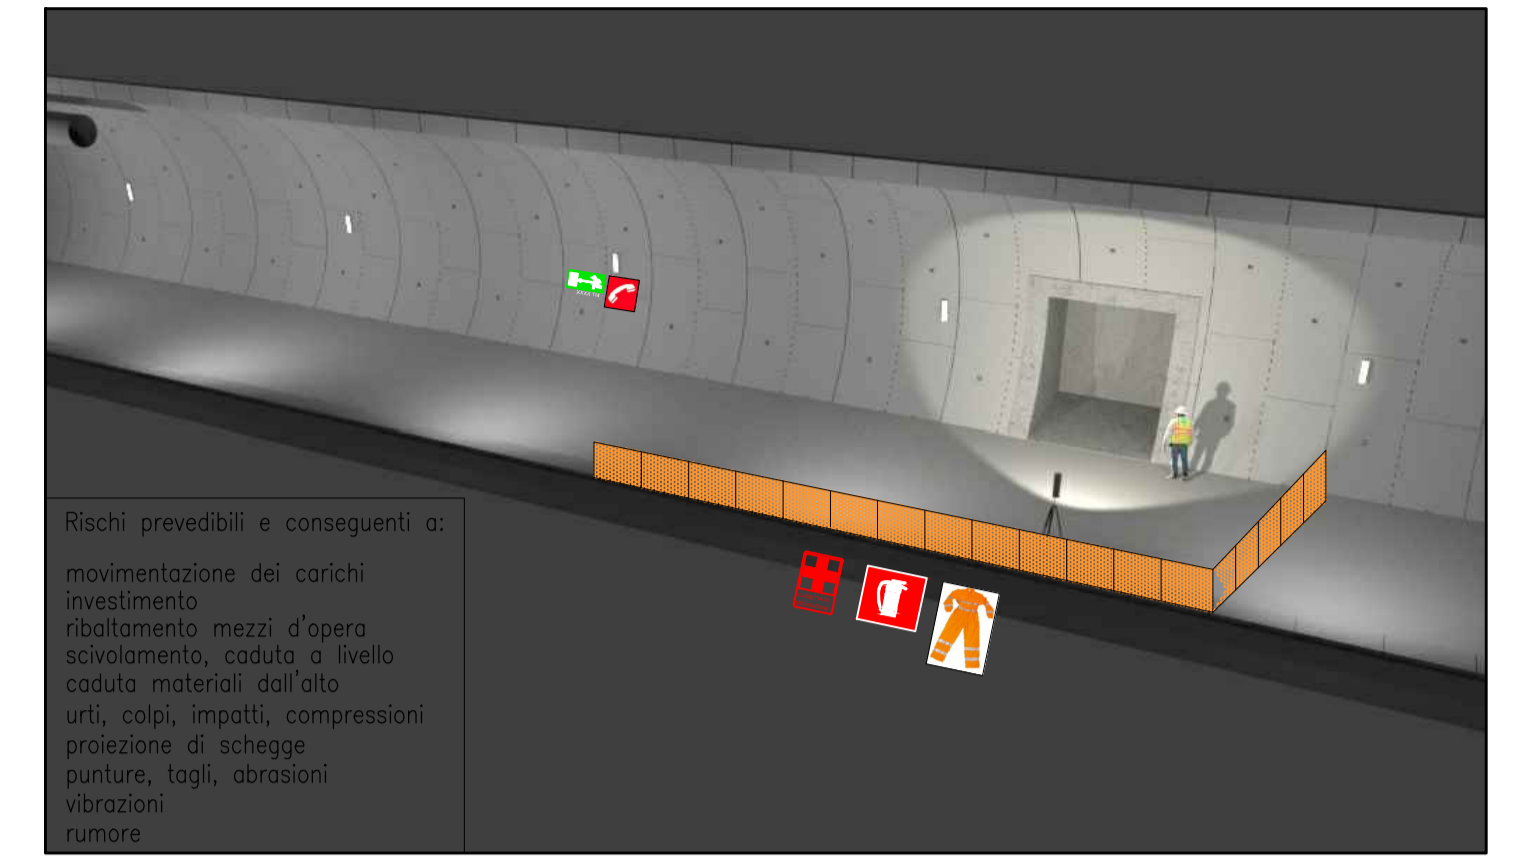 Rischi prevedibili e conseguenti a:
movimentazione dei carichi
investimento
ribaltamento mezzi d'opera
scivolamento, caduta a livello
caduta materiali dall'alto
urti, colpi, impatti, compressioni
proiezione di schegge
punture, tagli, abrasioni
vibrazioni
rumore